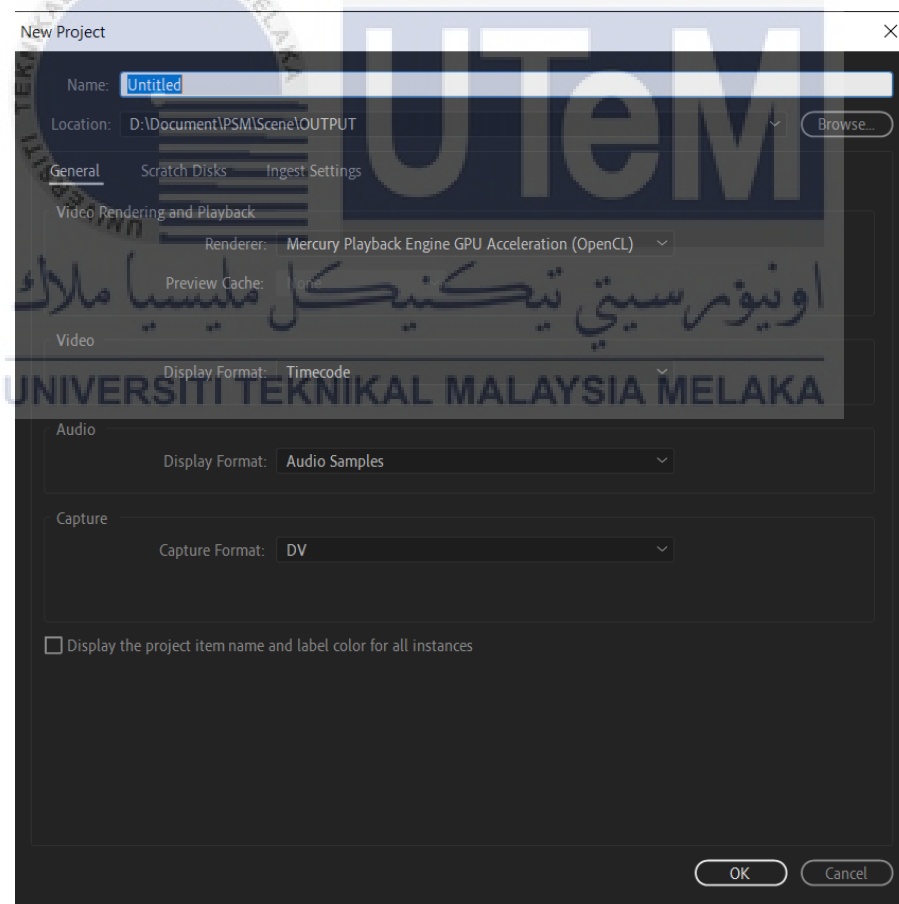 New Project
Name: Untitled
Location: D:\Document\PSM\Scene\OUTPUT Browse...
General Scratch Disks Ingest Settings
Video Rendering and Playback
Renderer: Mercury Playback Engine GPU Acceleration (OpenCL)
Preview Cache: None
Video
Display Format: Timecode
Audio
Display Format: Audio Samples
Capture
Capture Format: DV
Display the project item name and label color for all instances
OK Cancel
UTeM
اونيۏرسيتي تيكنيكل مليسيا ملاك
UNIVERSITI TEKNIKAL MALAYSIA MELAKA